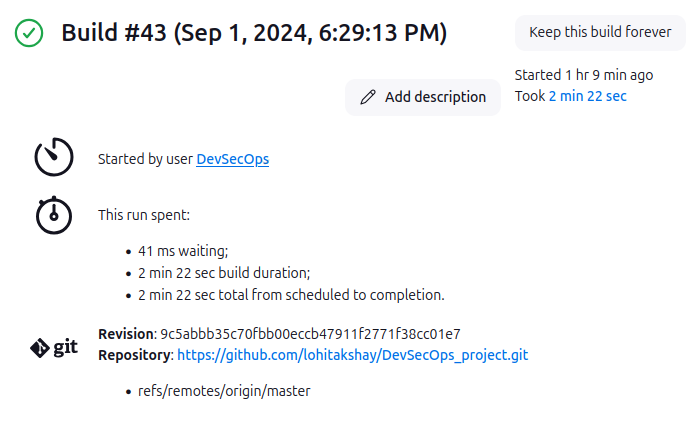 Build #43 (Sep 1, 2024, 6:29:13 PM)
Keep this build forever
Started 1 hr 9 min ago
Took 2 min 22 sec
Add description
Started by user DevSecOps
This run spent:
41 ms waiting;
2 min 22 sec build duration;
2 min 22 sec total from scheduled to completion.
git
Revision: 9c5abbb35c70fbb00eccb47911f2771f38cc01e7
Repository: https://github.com/lohitakshay/DevSecOps_project.git
refs/remotes/origin/master